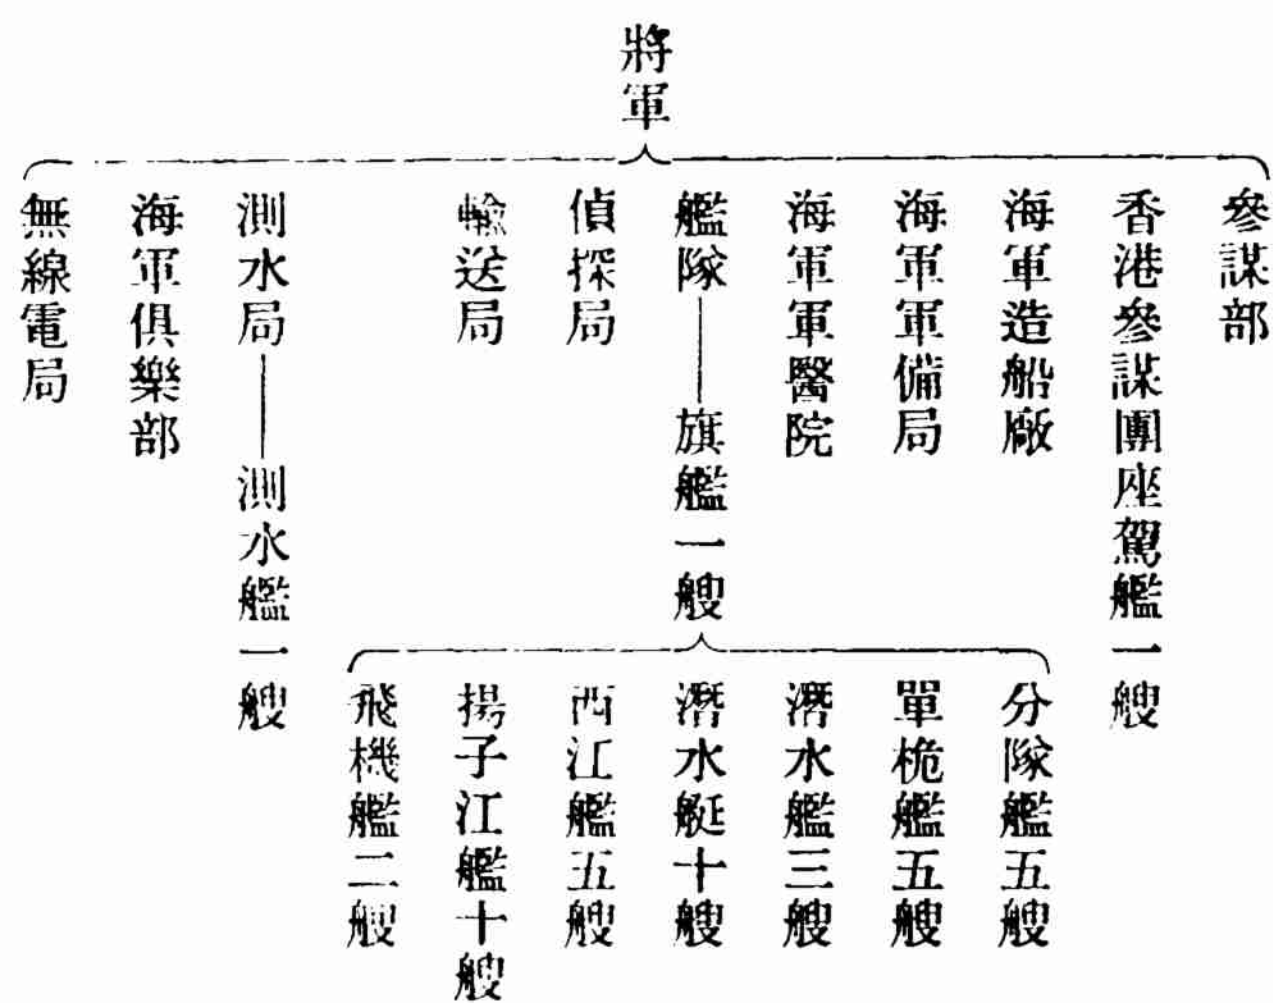 將軍
參謀部
香港參謀團座駕艦一艘
海軍造船廠
海軍軍備局
海軍軍醫院
艦隊
旗艦一艘
分隊艦五艘
單桅艦五艘
潛水艦三艘
潛水艇十艘
西江艦五艘
揚子江艦十艘
飛機艦二艘
偵探局
輸送局
測水局
測水艦一艘
海軍俱樂部
無線電局